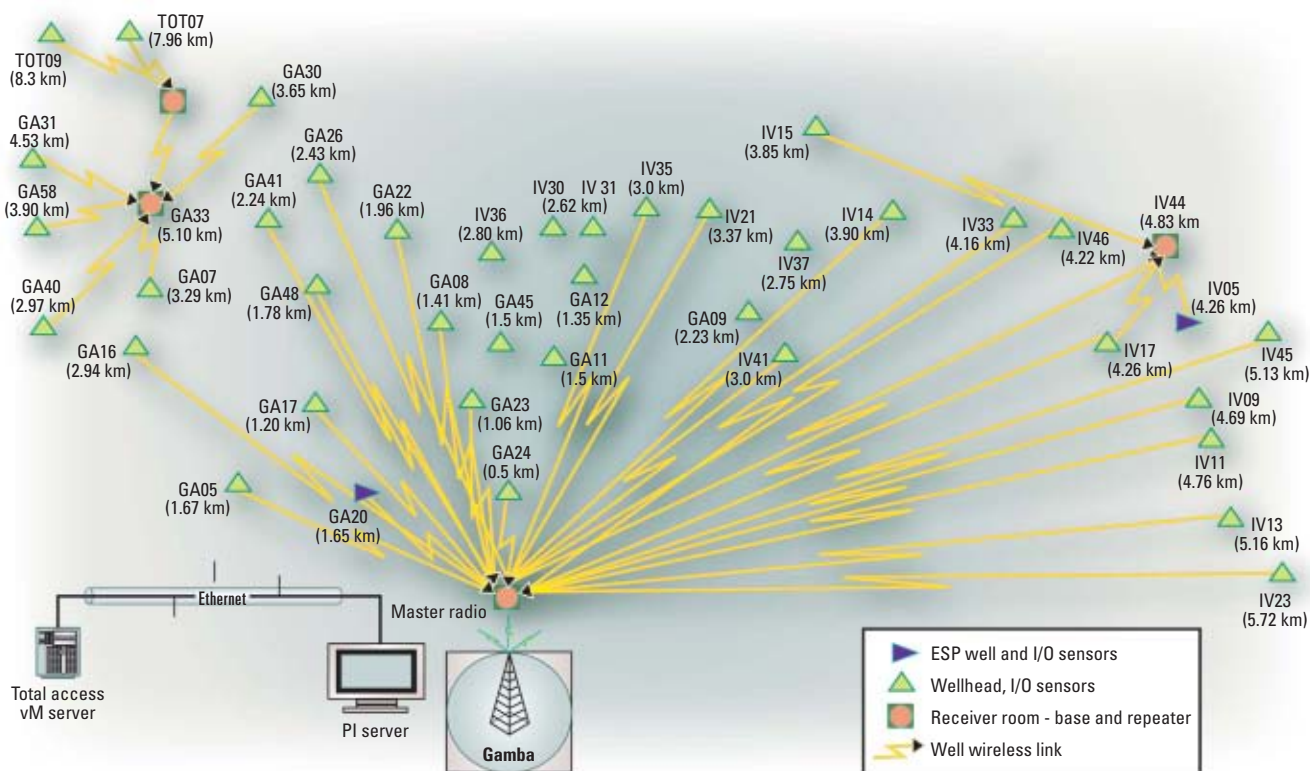 TOT07
(7.96 km)
TOT09
(8.3 km)
GA30
(3.65 km)
GA31
4.53 km)
GA26
(2.43 km)
IV15
(3.85 km)
GA58
(3.90 km)
GA41
(2.24 km)
GA22
(1.96 km)
IV30
(2.62 km)
IV 31
IV35
(3.0 km)
IV36
(2.80 km)
IV21
(3.37 km)
IV14
(3.90 km)
IV33
(4.16 km)
IV44
(4.83 km
IV46
(4.22 km)
GA33
(5.10 km)
IV37
(2.75 km)
GA40
(2.97 km)
GA07
(3.29 km)
GA48
(1.78 km)
GA08
(1.41 km)
GA45
(1.5 km)
GA12
(1.35 km)
GA09
(2.23 km)
IV05
(4.26 km)
GA16
(2.94 km)
GA11
(1.5 km)
IV41
(3.0 km)
IV17
(4.26 km)
IV45
(5.13 km)
GA17
(1.20 km)
GA23
(1.06 km)
IV09
(4.69 km)
GA24
(0.5 km)
IV11
(4.76 km)
GA05
(1.67 km)
GA20
(1.65 km)
IV13
(5.16 km)
IV23
(5.72 km)
Ethernet
Master radio
Total access
vM server
PI server
Gamba
ESP well and I/O sensors
Wellhead, I/O sensors
Receiver room - base and repeater
Well wireless link